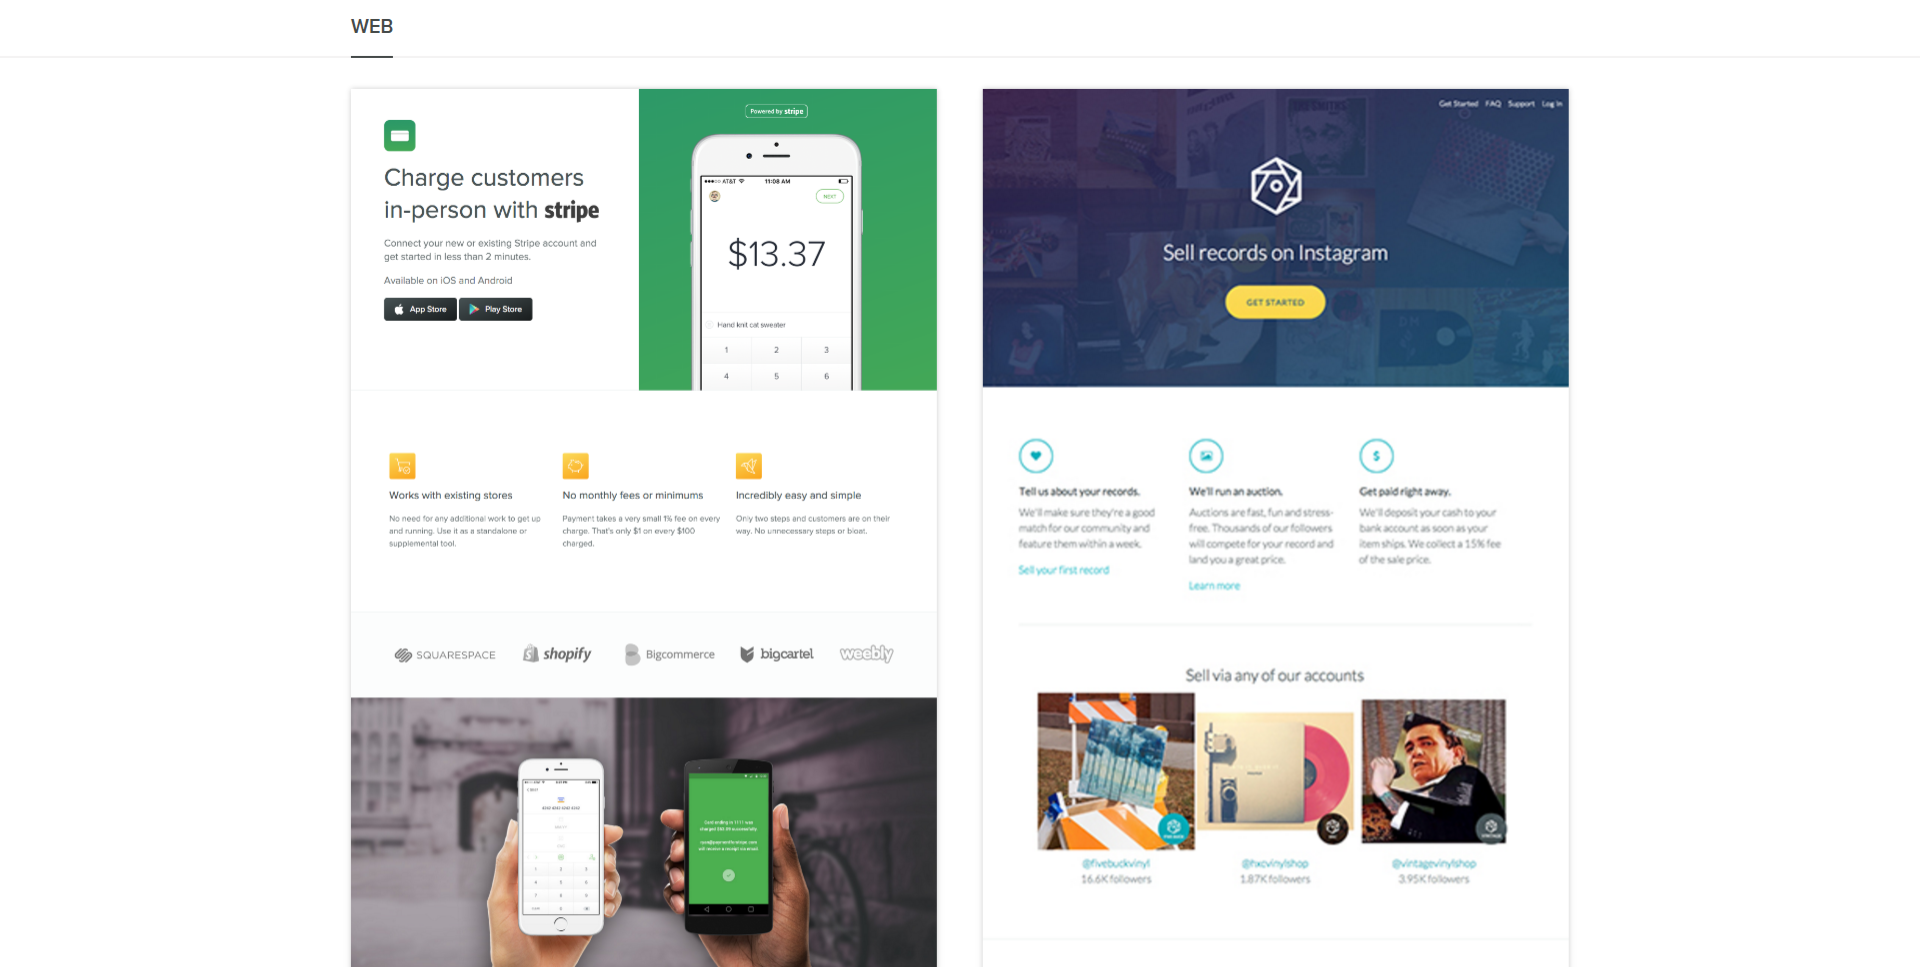 WEB
Charge customers
in-person with stripe
Connect your new or existing Stripe account and
get started in less than 2 minutes.
Available on iOS and Android
App Store
Play Store
Powered by stripe
AT&T
11:08 AM
NEXT
$13.37
Hand knit cat sweater
1 2 3
4 5 6
Works with existing stores
No need for any additional work to get up
and running. Use it as a standalone or
supplemental tool.
No monthly fees or minimums
Payment takes a very small 1% fee on every
charge. That's only $1 on every $100
charged.
Incredibly easy and simple
Only two steps and customers are on their
way. No unnecessary steps or bloat.
SQUARESPACE
shopify
Bigcommerce
bigcartel
weebly
Get Started FAQ Support Log In
Sell records on Instagram
GET STARTED
Tell us about your records.
We'll make sure they're a good
match for our community and
feature them within a week.
Sell your first record
We'll run an auction.
Auctions are fast, fun and stress-
free. Thousands of our followers
will compete for your record and
land you a great price.
Learn more
Get paid right away.
We'll deposit your cash to your
bank account as soon as your
item ships. We collect a 15% fee
of the sale price.
Sell via any of our accounts
@fivebuckvinyl
16.6K followers
@hxcvinylshop
1.87K followers
@vintagevinylshop
3.95K followers